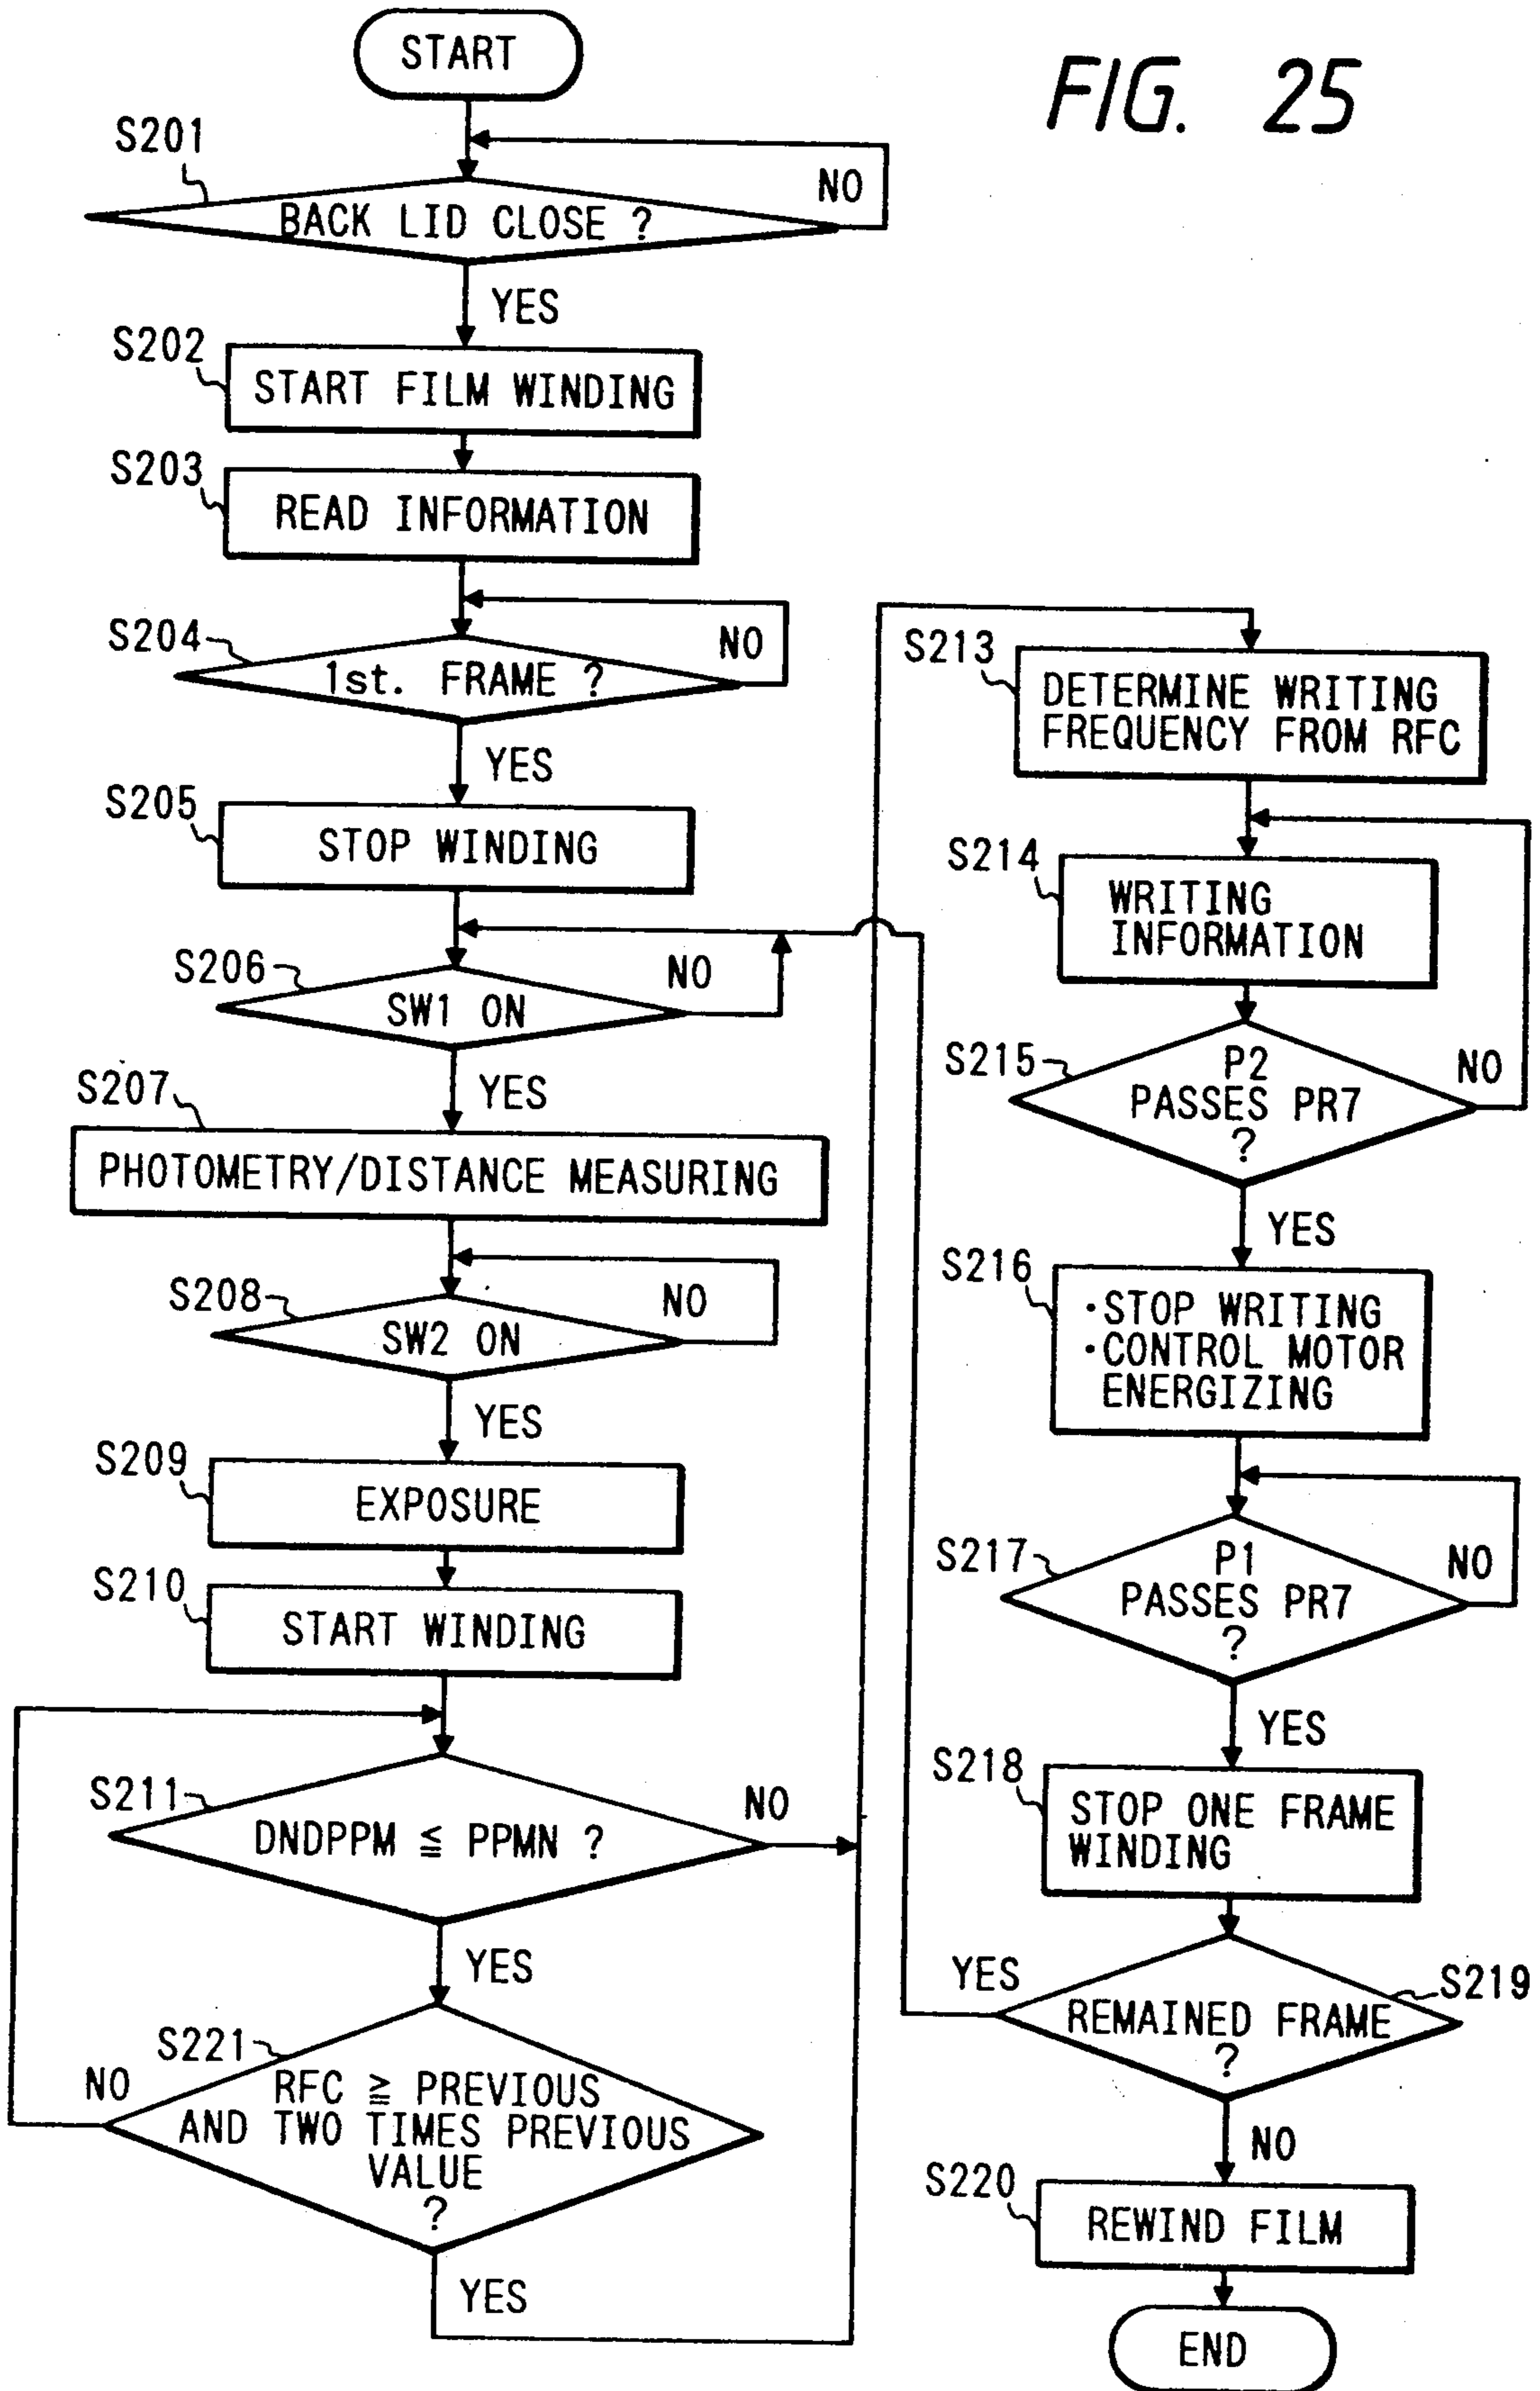 FIG. 25
START
S201
BACK LID CLOSE ?
NO
YES
S202
START FILM WINDING
S203
READ INFORMATION
S204
1st. FRAME ?
NO
YES
S205
STOP WINDING
S206
SW1 ON
NO
YES
S207
PHOTOMETRY/DISTANCE MEASURING
S208
SW2 ON
NO
YES
S209
EXPOSURE
S210
START WINDING
S211
DNDPPM ≦ PPMN ?
NO
YES
S221
RFC ≧ PREVIOUS
AND TWO TIMES PREVIOUS
VALUE
?
NO
YES
S213
DETERMINE WRITING
FREQUENCY FROM RFC
S214
WRITING
INFORMATION
S215
P2
PASSES PR7
?
NO
YES
S216
·STOP WRITING
·CONTROL MOTOR
ENERGIZING
S217
P1
PASSES PR7
?
NO
YES
S218
STOP ONE FRAME
WINDING
S219
REMAINED FRAME
?
YES
NO
S220
REWIND FILM
END